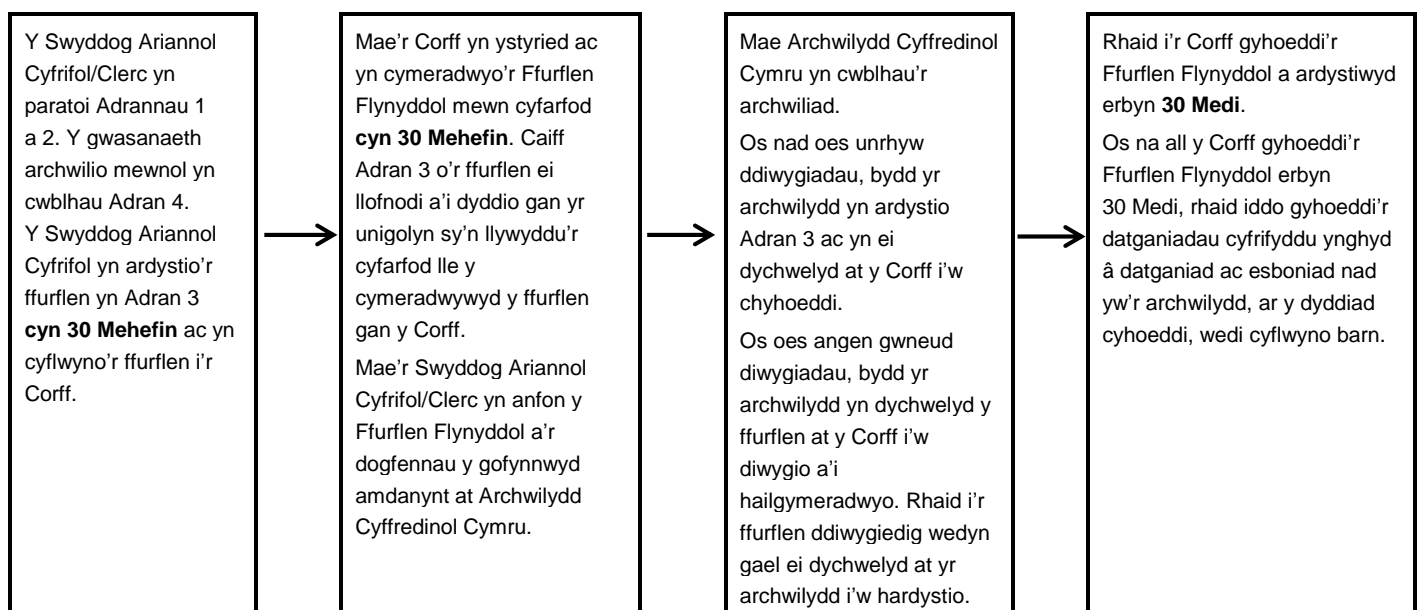 Y Swyddog Ariannol
Cyfrifol/Clerc yn
paratoi Adrannau 1
a 2. Y gwasanaeth
archwilio mewnol yn
cwblhau Adran 4.
Y Swyddog Ariannol
Cyfrifol yn ardystio’r
ffurflen yn Adran 3
cyn 30 Mehefin ac yn
cyflwyno’r ffurflen i’r
Corff.
Mae’r Corff yn ystyried ac
yn cymeradwyo’r Ffurflen
Flynyddol mewn cyfarfod
cyn 30 Mehefin. Caiff
Adran 3 o’r ffurflen ei
llofnodi a’i dyddio gan yr
unigolyn sy’n llywyddu’r
cyfarfod lle y
cymeradwywyd y ffurflen
gan y Corff.
Mae’r Swyddog Ariannol
Cyfrifol/Clerc yn anfon y
Ffurflen Flynyddol a’r
dogfennau y gofynnwyd
amdanynt at Archwilydd
Cyffredinol Cymru.
Mae Archwilydd Cyffredinol
Cymru yn cwblhau’r
archwiliad.
Os nad oes unrhyw
ddiwygiadau, bydd yr
archwilydd yn ardystio
Adran 3 ac yn ei
dychwelyd at y Corff i’w
chyhoeddi.
Os oes angen gwneud
diwygiadau, bydd yr
archwilydd yn dychwelyd y
ffurflen at y Corff i’w
diwygio a’i
hailgymeradwyo. Rhaid i’r
ffurflen ddiwygiedig wedyn
gael ei dychwelyd at yr
archwilydd i’w hardystio.
Rhaid i’r Corff gyhoeddi’r
Ffurflen Flynyddol a ardystiwyd
erbyn 30 Medi.
Os na all y Corff gyhoeddi’r
Ffurflen Flynyddol erbyn
30 Medi, rhaid iddo gyhoeddi’r
datganiadau cyfrifyddu ynghyd
â datganiad ac esboniad nad
yw’r archwilydd, ar y dyddiad
cyhoeddi, wedi cyflwyno barn.